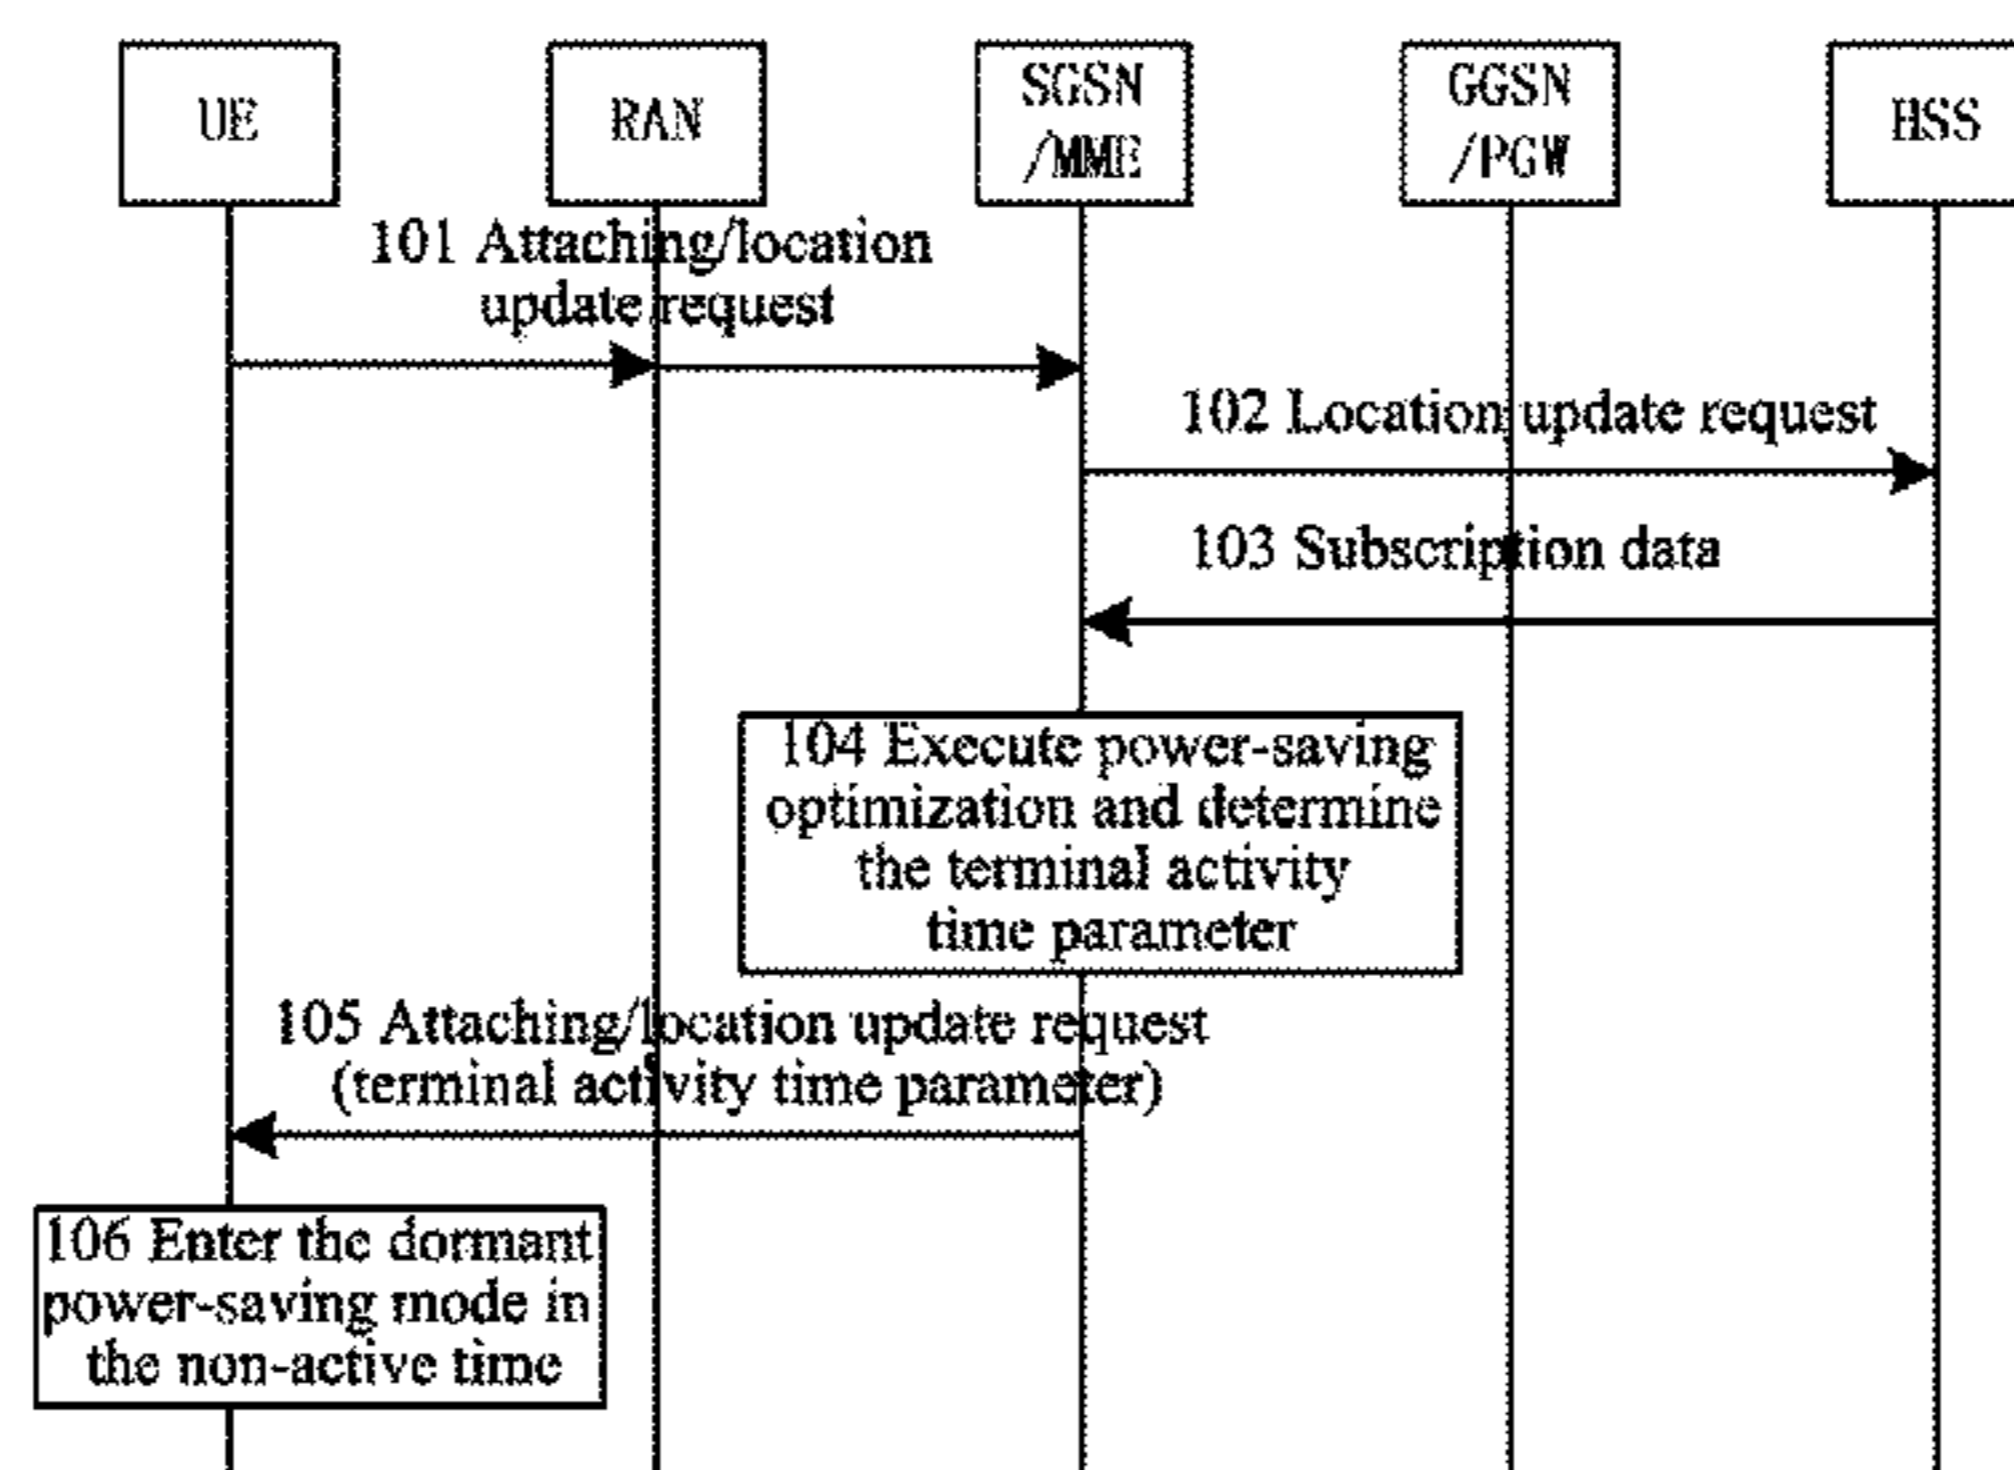 UE
RAN
SGSN
/MME
GGSN
/PGW
HSS
101 Attaching/location
update request
102 Location update request
103 Subscription data
104 Execute power-saving
optimization and determine
the terminal activity
time parameter
105 Attaching/location update request
(terminal activity time parameter)
106 Enter the dormant
power-saving mode in
the non-active time